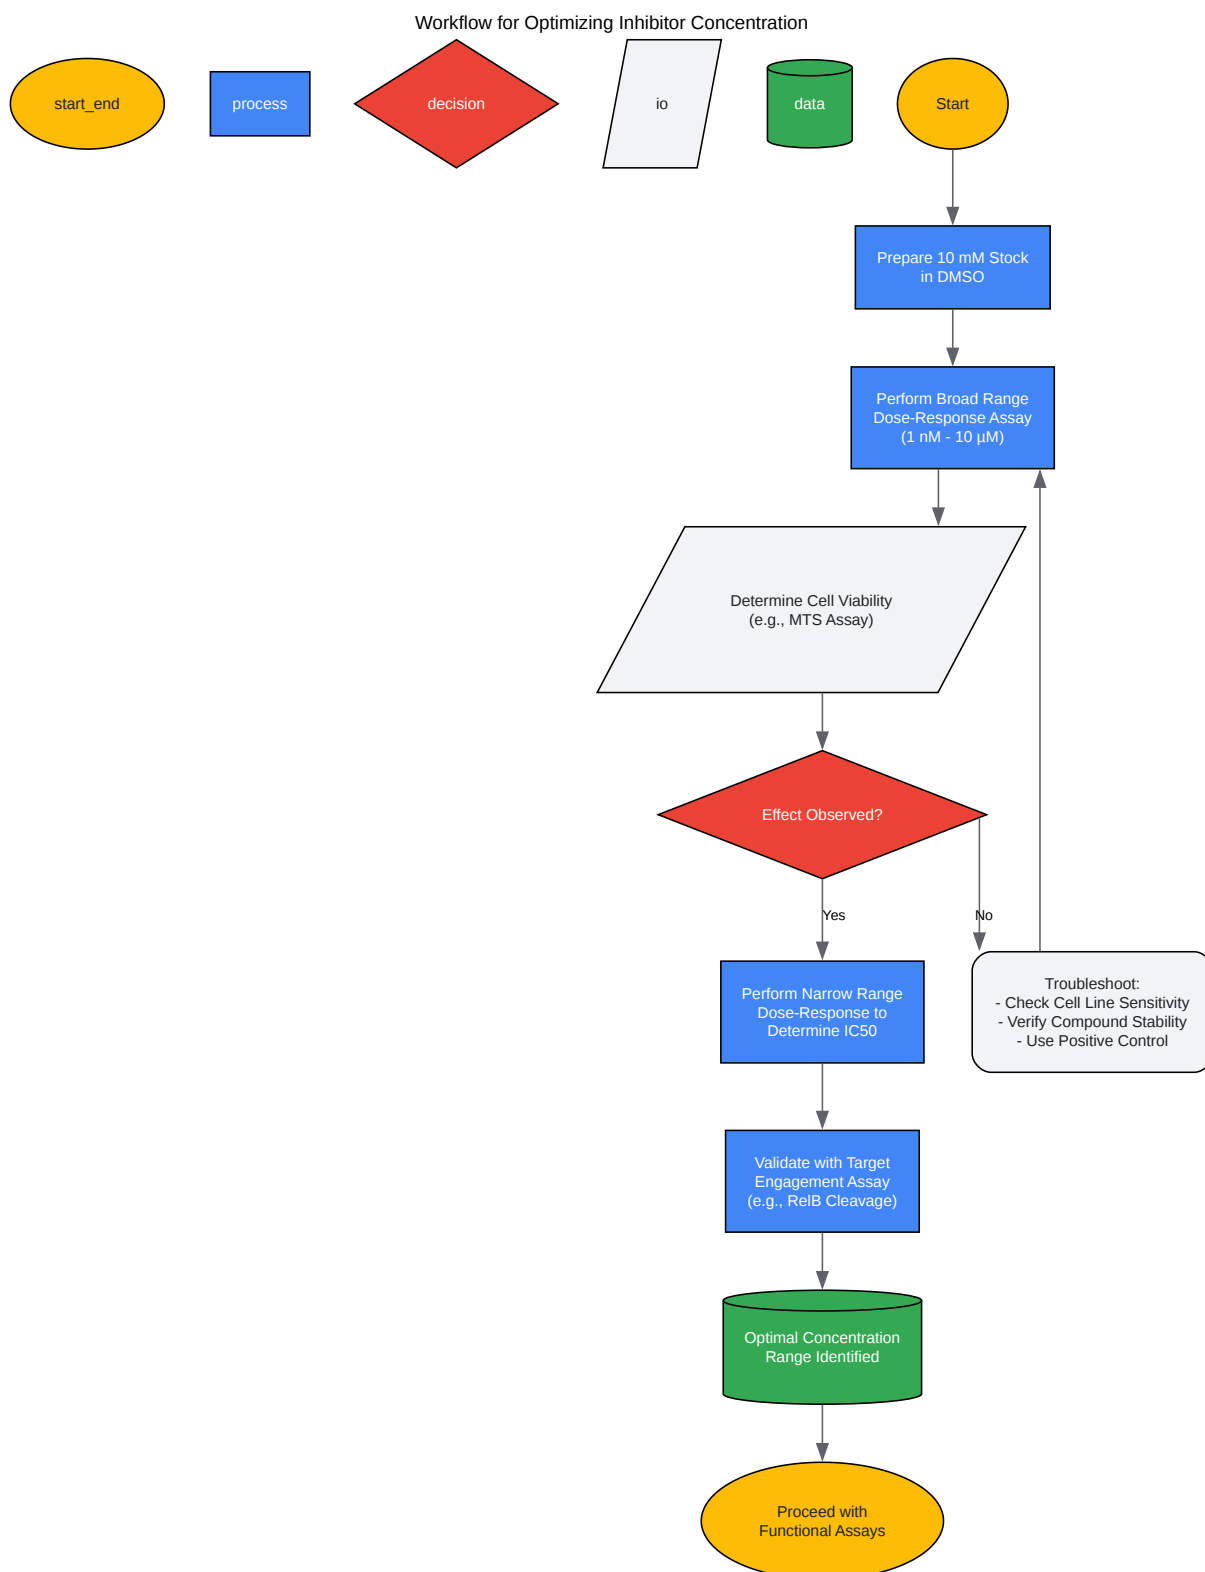 Workflow for Optimizing Inhibitor Concentration
start_end
process
decision
io
data
Start
Prepare 10 mM Stock
in DMSO
Perform Broad Range
Dose-Response Assay
(1 nM - 10 µM)
Determine Cell Viability
(e.g., MTS Assay)
Effect Observed?
Yes
No
Perform Narrow Range
Dose-Response to
Determine IC50
Troubleshoot:
- Check Cell Line Sensitivity
- Verify Compound Stability
- Use Positive Control
Validate with Target
Engagement Assay
(e.g., RelB Cleavage)
Optimal Concentration
Range Identified
Proceed with
Functional Assays